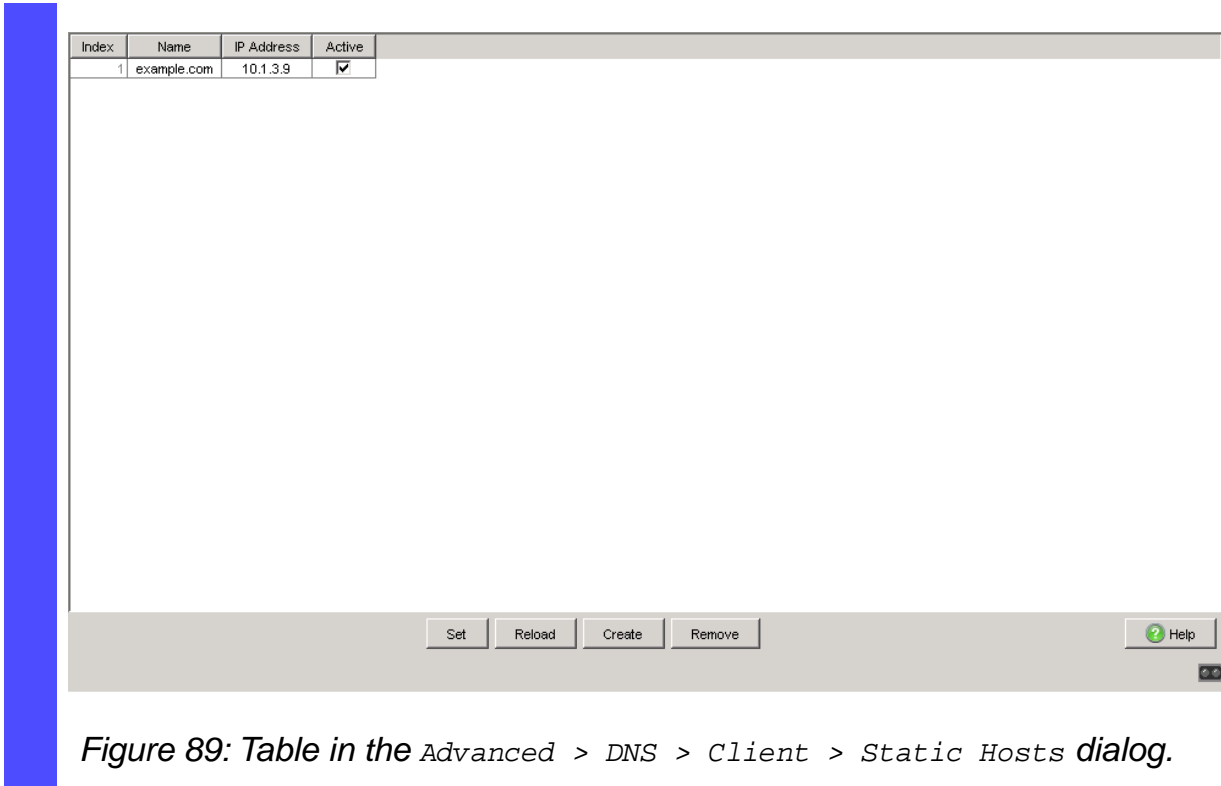 Index Name IP Address Active
1 example.com 10.1.3.9
Set Reload Create Remove Help
Figure 89: Table in the Advanced > DNS > Client > Static Hosts dialog.